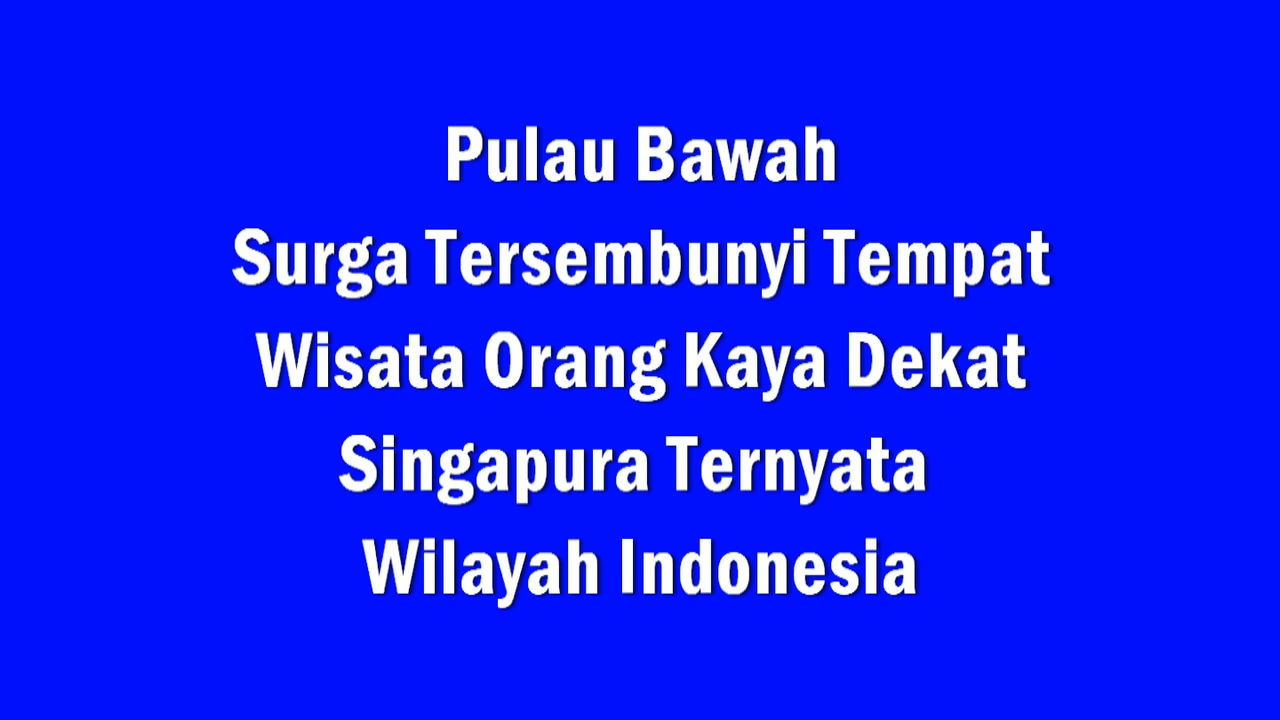 Pulau Bawah
Surga Tersembunyi Tempat
Wisata Orang Kaya Dekat
Singapura Ternyata
Wilayah Indonesia